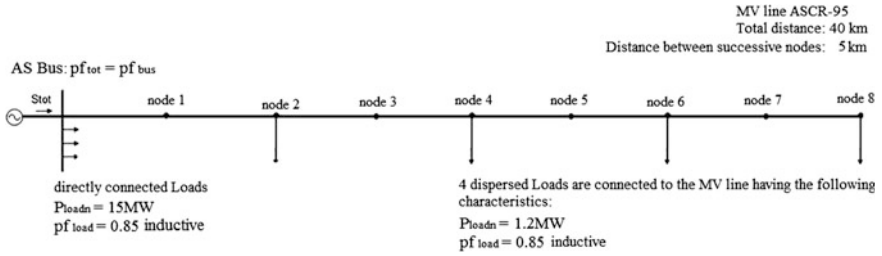 MV line ASCR-95
Total distance: 40 km
Distance between successive nodes: 5 km
AS Bus: pf tot = pf bus
Stot
node 1
node 2
node 3
node 4
node 5
node 6
node 7
node 8
directly connected Loads
Ploadn = 15MW
pf load = 0.85 inductive
4 dispersed Loads are connected to the MV line having the following
characteristics:
Ploadn = 1.2MW
pf load = 0.85 inductive